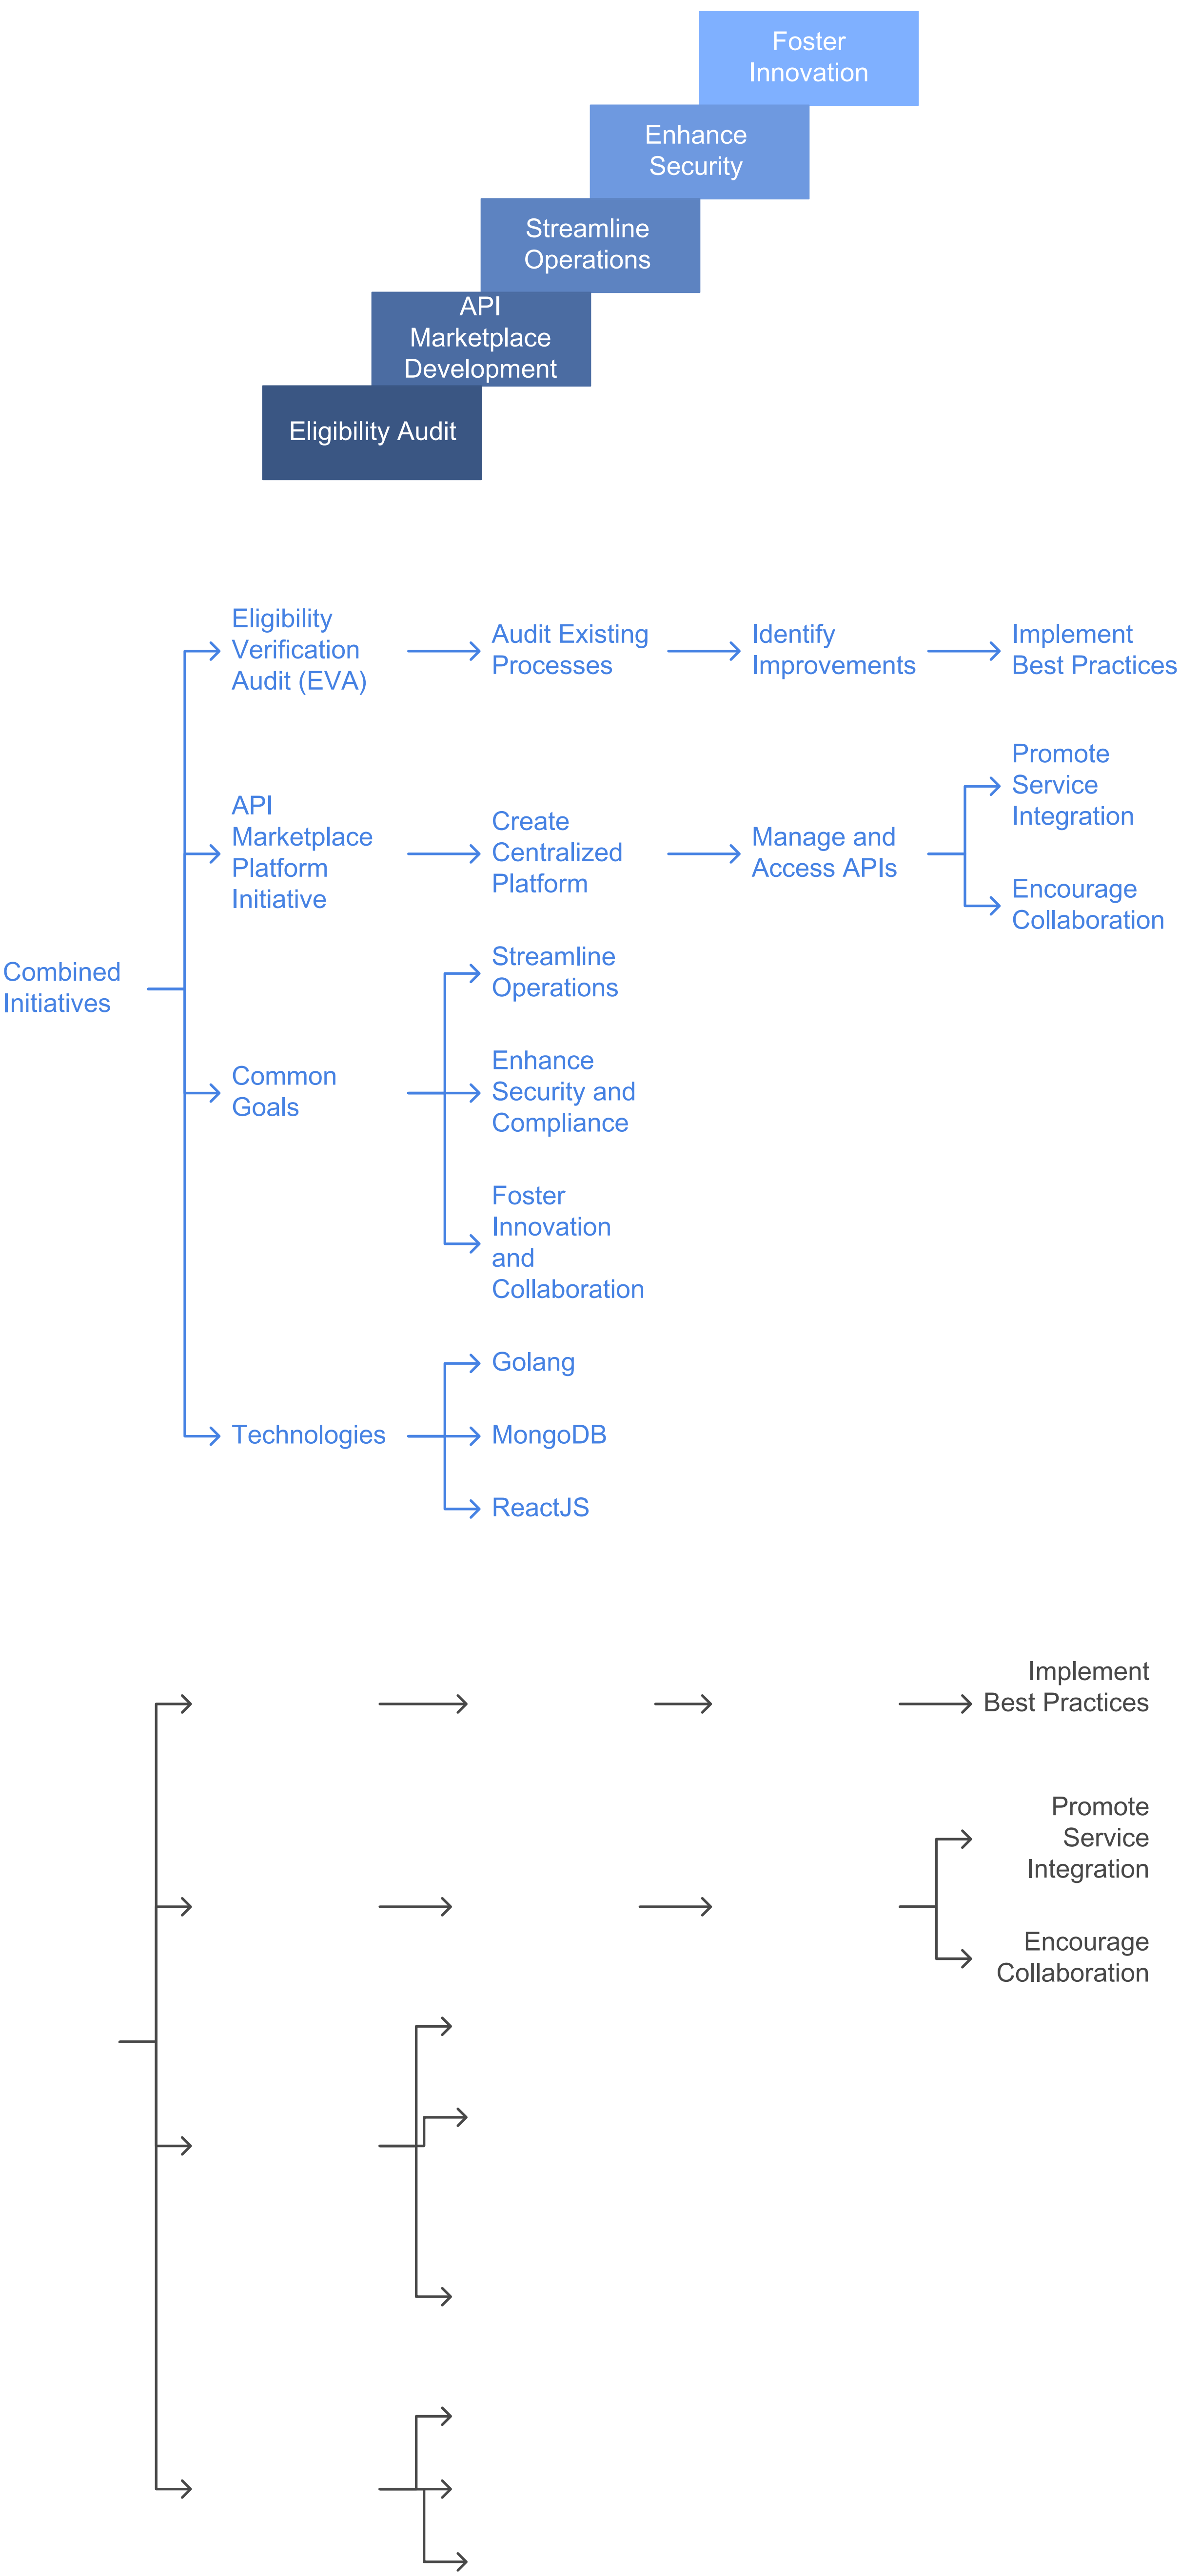 Foster
Innovation
Enhance
Security
Streamline
Operations
API
Marketplace
Development
Eligibility Audit
Eligibility
Verification
Audit (EVA)
Audit Existing
Processes
Identify
Improvements
Implement
Best Practices
API
Marketplace
Platform
Initiative
Create
Centralized
Platform
Manage and
Access APIs
Promote
Service
Integration
Encourage
Collaboration
Combined
Initiatives
Common
Goals
Streamline
Operations
Enhance
Security and
Compliance
Foster
Innovation
and
Collaboration
Technologies
Golang
MongoDB
ReactJS
Implement
Best Practices
Promote
Service
Integration
Encourage
Collaboration